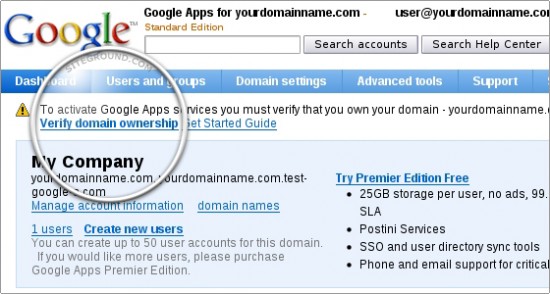 Google
Google Apps for yourdomainname.com - user@yourdomainname.com
Standard Edition
Search accounts
Search Help Center
SITEGROUND.COM
Dashboard
Users and groups
Domain settings
Advanced tools
Support
To activate Google Apps services you must verify that you own your domain - yourdomainname.
Verify domain ownership Get Started Guide
My Company
yourdomainname.com, yourdomainname.com.test-
google-a.com
Manage account information domain names
1 users Create new users
You can create up to 50 user accounts for this domain.
If you would like more users, please purchase
Google Apps Premier Edition.
Try Premier Edition Free
25GB storage per user, no ads, 99.
SLA
Postini Services
SSO and user directory sync tools
Phone and email support for critical